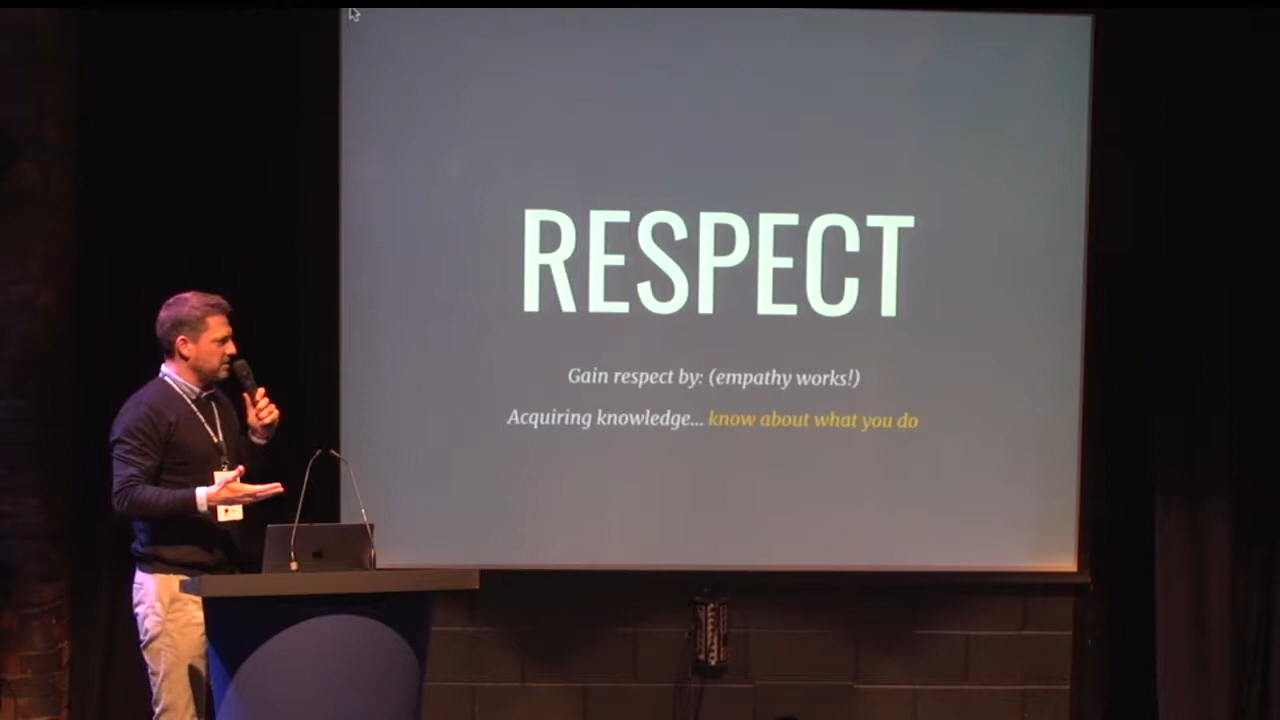 RESPECT
Gain respect by: (empathy works!)
Acquiring knowledge... know about what you do